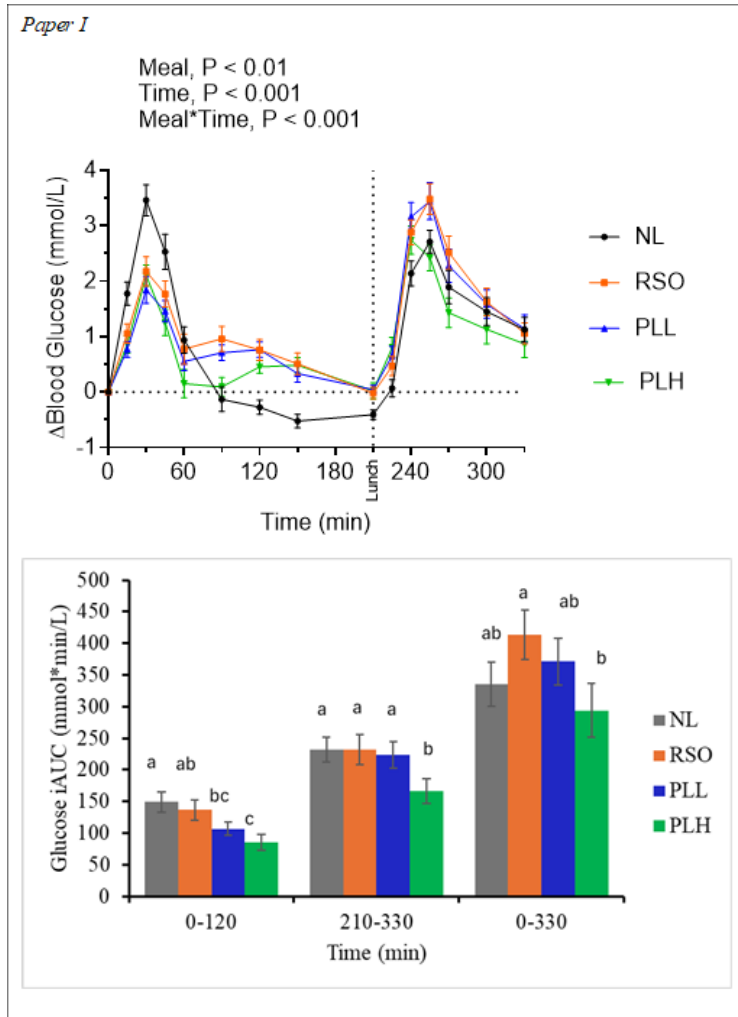 Paper I
Meal, P < 0.01
Time, P < 0.001
Meal*Time, P < 0.001
ΔBlood Glucose (mmol/L)
4
3
2
1
0
-1
0 60 120 180 240 300
Lunch
Time (min)
NL
RSO
PLL
PLH
Glucose iAUC (mmol*min/L)
500
450
400
350
300
250
200
150
100
50
0
a ab bc c
a a a b
ab a ab b
0-120 210-330 0-330
Time (min)
NL
RSO
PLL
PLH